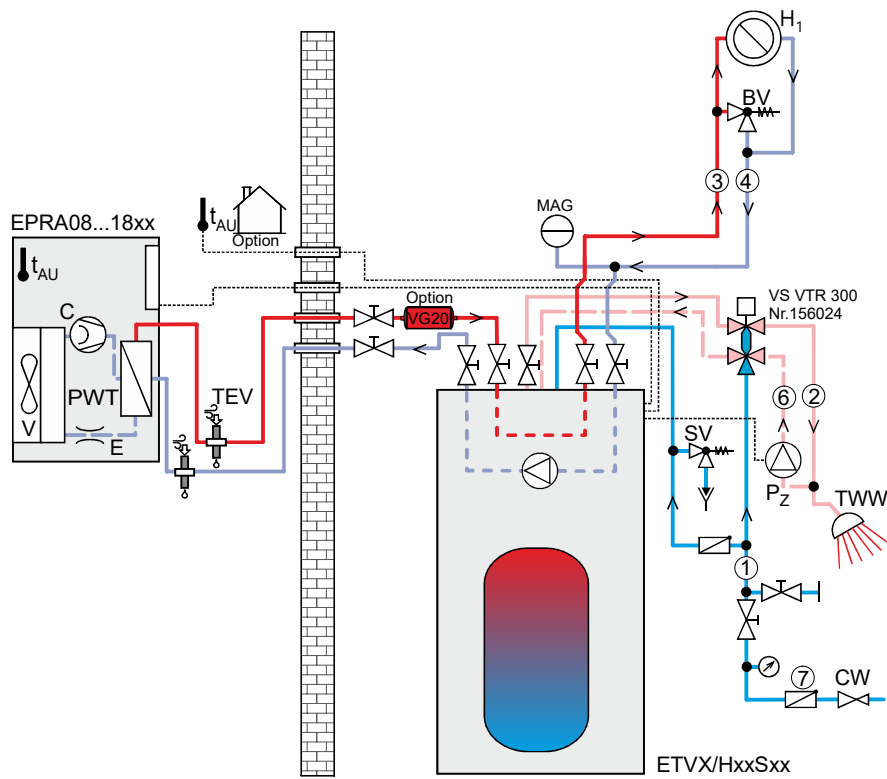 H1
BV
3
4
MAG
tAU
Option
EPRA08...18xx
tAU
C
PWT
V
E
TEV
Option
VG20
VS VTR 300
Nr.156024
6
2
SV
PZ
TWW
1
7
CW
ETVX/HxxSxx